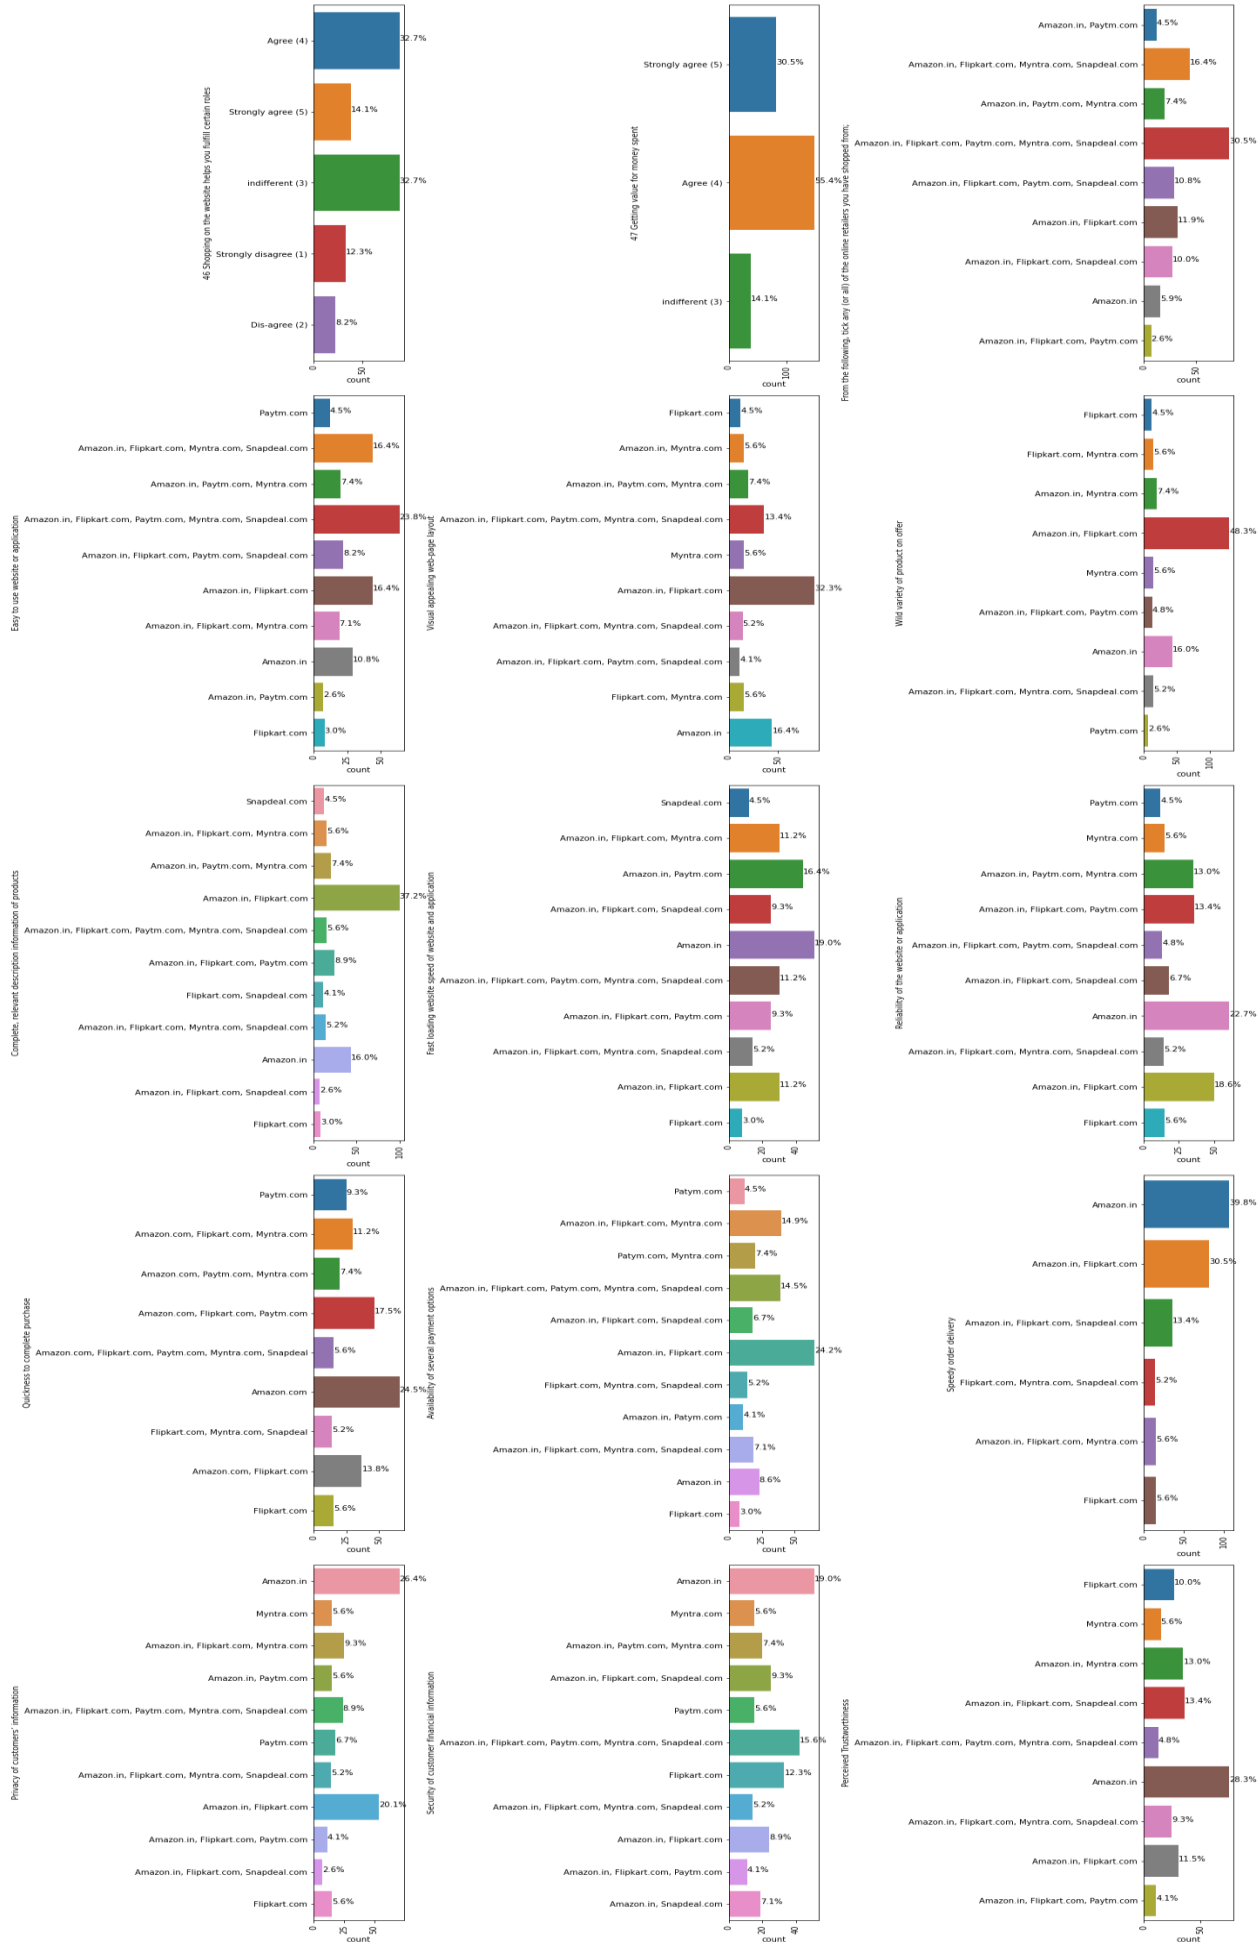 46 Shopping on the website helps you fulfill certain roles
Agree (4)
32.7%
Strongly agree (5)
14.1%
indifferent (3)
32.7%
Strongly disagree (1)
12.3%
Dis-agree (2)
8.2%
0
50
count
47 Getting value for money spent
Strongly agree (5)
30.5%
Agree (4)
55.4%
indifferent (3)
14.1%
0
100
count
From the following, tick any (or all) of the online retailers you have shopped from;
Amazon.in, Paytm.com
4.5%
Amazon.in, Flipkart.com, Myntra.com, Snapdeal.com
16.4%
Amazon.in, Paytm.com, Myntra.com
7.4%
Amazon.in, Flipkart.com, Paytm.com, Myntra.com, Snapdeal.com
30.5%
Amazon.in, Flipkart.com, Paytm.com, Snapdeal.com
10.8%
Amazon.in, Flipkart.com
11.9%
Amazon.in, Flipkart.com, Snapdeal.com
10.0%
Amazon.in
5.9%
Amazon.in, Flipkart.com, Paytm.com
2.6%
0
50
count
Easy to use website or application
Paytm.com
4.5%
Amazon.in, Flipkart.com, Myntra.com, Snapdeal.com
16.4%
Amazon.in, Paytm.com, Myntra.com
7.4%
Amazon.in, Flipkart.com, Paytm.com, Myntra.com, Snapdeal.com
23.8%
Amazon.in, Flipkart.com, Paytm.com, Snapdeal.com
8.2%
Amazon.in, Flipkart.com
16.4%
Amazon.in, Flipkart.com, Myntra.com
7.1%
Amazon.in
10.8%
Amazon.in, Paytm.com
2.6%
Flipkart.com
3.0%
0
25
50
count
Visual appealing web-page layout
Flipkart.com
4.5%
Amazon.in, Myntra.com
5.6%
Amazon.in, Paytm.com, Myntra.com
7.4%
Amazon.in, Flipkart.com, Paytm.com, Myntra.com, Snapdeal.com
13.4%
Myntra.com
5.6%
Amazon.in, Flipkart.com
32.3%
Amazon.in, Flipkart.com, Myntra.com, Snapdeal.com
5.2%
Amazon.in, Flipkart.com, Paytm.com, Snapdeal.com
4.1%
Flipkart.com, Myntra.com
5.6%
Amazon.in
16.4%
0
50
count
Wild variety of product on offer
Flipkart.com
4.5%
Flipkart.com, Myntra.com
5.6%
Amazon.in, Myntra.com
7.4%
Amazon.in, Flipkart.com
48.3%
Myntra.com
5.6%
Amazon.in, Flipkart.com, Paytm.com
4.8%
Amazon.in
16.0%
Amazon.in, Flipkart.com, Myntra.com, Snapdeal.com
5.2%
Paytm.com
2.6%
0
50
100
count
Complete, relevant description information of products
Snapdeal.com
4.5%
Amazon.in, Flipkart.com, Myntra.com
5.6%
Amazon.in, Paytm.com, Myntra.com
7.4%
Amazon.in, Flipkart.com
37.2%
Amazon.in, Flipkart.com, Paytm.com, Myntra.com, Snapdeal.com
5.6%
Amazon.in, Flipkart.com, Paytm.com
8.9%
Flipkart.com, Snapdeal.com
4.1%
Amazon.in, Flipkart.com, Myntra.com, Snapdeal.com
5.2%
Amazon.in
16.0%
Amazon.in, Flipkart.com, Snapdeal.com
2.6%
Flipkart.com
3.0%
0
50
100
count
Fast loading website speed of website and application
Snapdeal.com
4.5%
Amazon.in, Flipkart.com, Myntra.com
11.2%
Amazon.in, Paytm.com
16.4%
Amazon.in, Flipkart.com, Snapdeal.com
9.3%
Amazon.in
19.0%
Amazon.in, Flipkart.com, Paytm.com, Myntra.com, Snapdeal.com
11.2%
Amazon.in, Flipkart.com, Paytm.com
9.3%
Amazon.in, Flipkart.com, Myntra.com, Snapdeal.com
5.2%
Amazon.in, Flipkart.com
11.2%
Flipkart.com
3.0%
0
20
40
count
Reliability of the website or application
Paytm.com
4.5%
Myntra.com
5.6%
Amazon.in, Paytm.com, Myntra.com
13.0%
Amazon.in, Flipkart.com, Paytm.com
13.4%
Amazon.in, Flipkart.com, Paytm.com, Snapdeal.com
4.8%
Amazon.in, Flipkart.com, Snapdeal.com
6.7%
Amazon.in
22.7%
Amazon.in, Flipkart.com, Myntra.com, Snapdeal.com
5.2%
Amazon.in, Flipkart.com
18.6%
Flipkart.com
5.6%
0
25
50
count
Quickness to complete purchase
Paytm.com
9.3%
Amazon.com, Flipkart.com, Myntra.com
11.2%
Amazon.com, Paytm.com, Myntra.com
7.4%
Amazon.com, Flipkart.com, Paytm.com
17.5%
Amazon.com, Flipkart.com, Paytm.com, Myntra.com, Snapdeal
5.6%
Amazon.com
24.5%
Flipkart.com, Myntra.com, Snapdeal
5.2%
Amazon.com, Flipkart.com
13.8%
Flipkart.com
5.6%
0
25
50
count
Availability of several payment options
Patym.com
4.5%
Amazon.in, Flipkart.com, Myntra.com
14.9%
Patym.com, Myntra.com
7.4%
Amazon.in, Flipkart.com, Patym.com, Myntra.com, Snapdeal.com
14.5%
Amazon.in, Flipkart.com, Snapdeal.com
6.7%
Amazon.in, Flipkart.com
24.2%
Flipkart.com, Myntra.com, Snapdeal.com
5.2%
Amazon.in, Patym.com
4.1%
Amazon.in, Flipkart.com, Myntra.com, Snapdeal.com
7.1%
Amazon.in
8.6%
Flipkart.com
3.0%
0
25
50
count
Speedy order delivery
Amazon.in
39.8%
Amazon.in, Flipkart.com
30.5%
Amazon.in, Flipkart.com, Snapdeal.com
13.4%
Flipkart.com, Myntra.com, Snapdeal.com
5.2%
Amazon.in, Flipkart.com, Myntra.com
5.6%
Flipkart.com
5.6%
0
50
100
count
Privacy of customers' information
Amazon.in
26.4%
Myntra.com
5.6%
Amazon.in, Flipkart.com, Myntra.com
9.3%
Amazon.in, Paytm.com
5.6%
Amazon.in, Flipkart.com, Paytm.com, Myntra.com, Snapdeal.com
8.9%
Paytm.com
6.7%
Amazon.in, Flipkart.com, Myntra.com, Snapdeal.com
5.2%
Amazon.in, Flipkart.com
20.1%
Amazon.in, Flipkart.com, Paytm.com
4.1%
Amazon.in, Flipkart.com, Snapdeal.com
2.6%
Flipkart.com
5.6%
0
25
50
count
Security of customer financial information
Amazon.in
19.0%
Myntra.com
5.6%
Amazon.in, Paytm.com, Myntra.com
7.4%
Amazon.in, Flipkart.com, Snapdeal.com
9.3%
Paytm.com
5.6%
Amazon.in, Flipkart.com, Paytm.com, Myntra.com, Snapdeal.com
15.6%
Flipkart.com
12.3%
Amazon.in, Flipkart.com, Myntra.com, Snapdeal.com
5.2%
Amazon.in, Flipkart.com
8.9%
Amazon.in, Flipkart.com, Paytm.com
4.1%
Amazon.in, Snapdeal.com
7.1%
0
20
40
count
Perceived Trustworthiness
Flipkart.com
10.0%
Myntra.com
5.6%
Amazon.in, Myntra.com
13.0%
Amazon.in, Flipkart.com, Snapdeal.com
13.4%
Amazon.in, Flipkart.com, Paytm.com, Myntra.com, Snapdeal.com
4.8%
Amazon.in
28.3%
Amazon.in, Flipkart.com, Myntra.com, Snapdeal.com
9.3%
Amazon.in, Flipkart.com
11.5%
Amazon.in, Flipkart.com, Paytm.com
4.1%
0
50
count